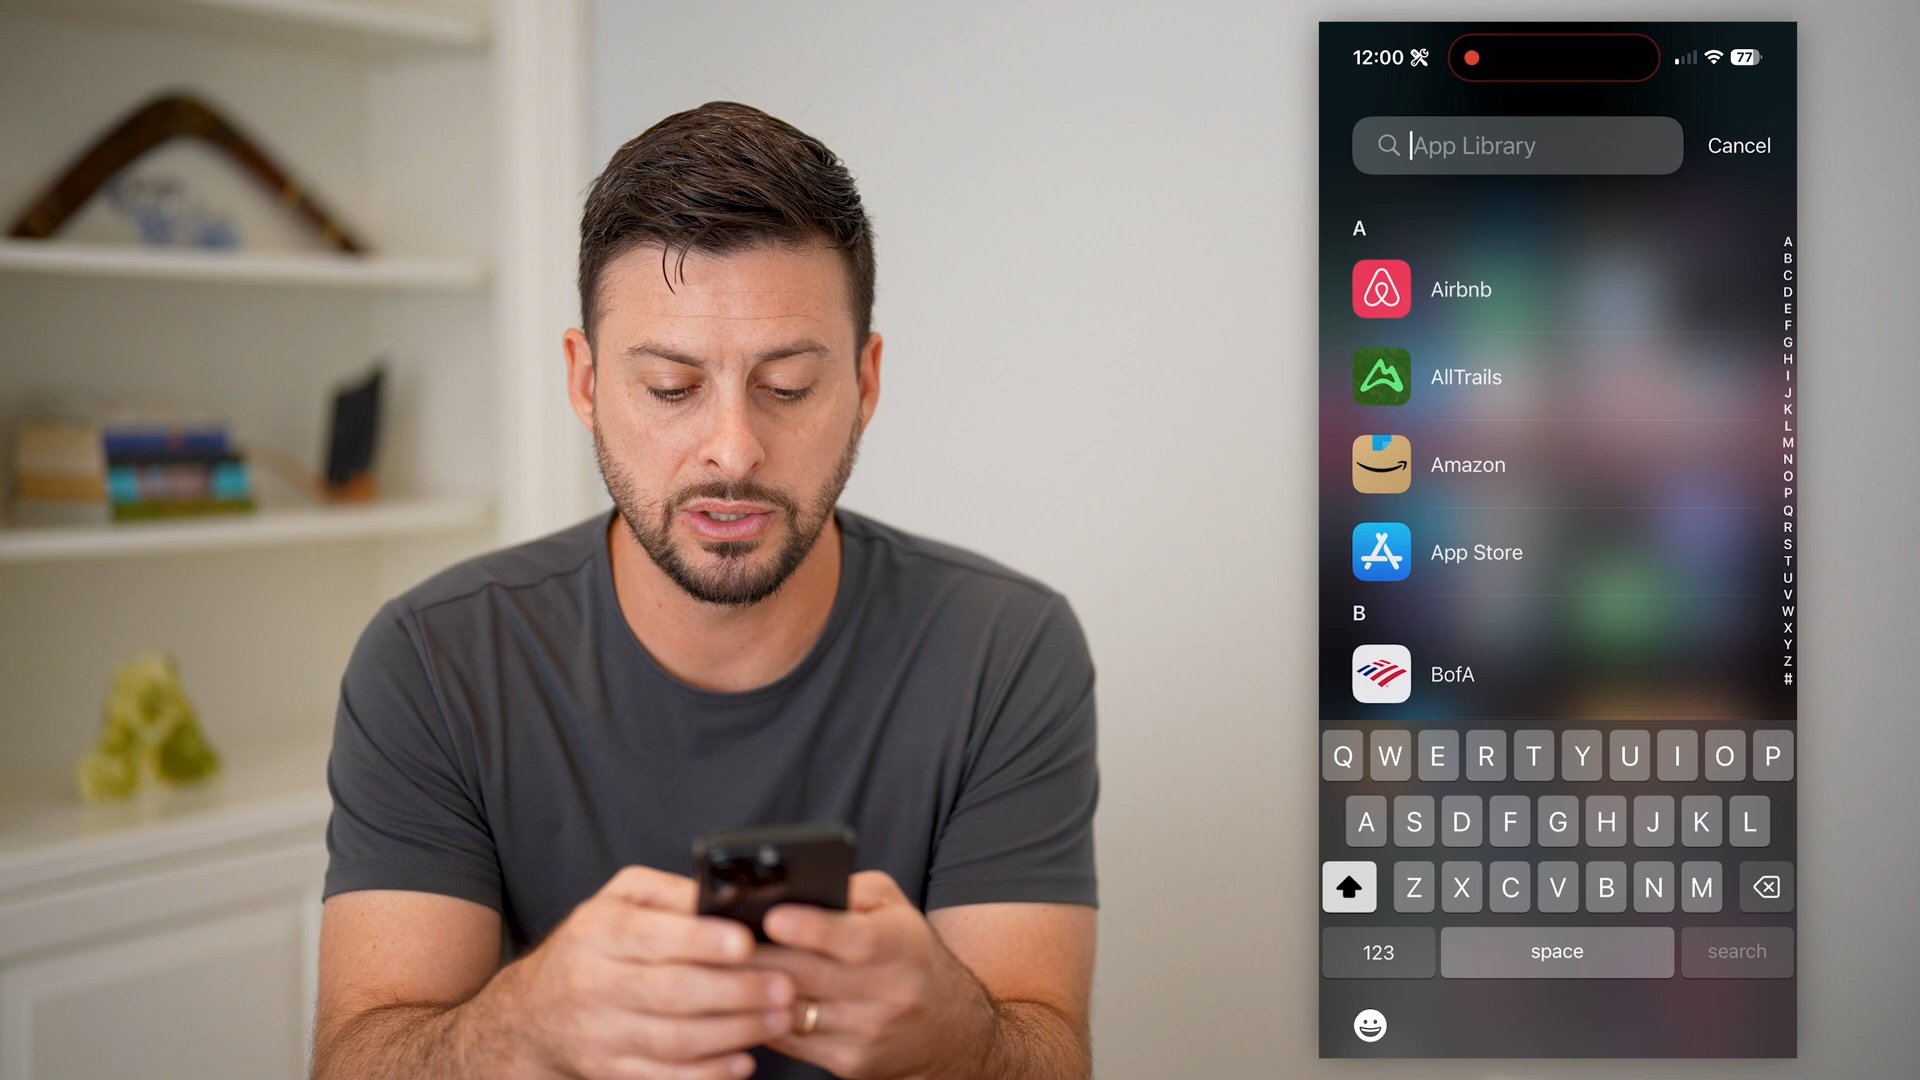 12:00
77
App Library
Cancel
A
Airbnb
AllTrails
Amazon
App Store
B
BofA
A
B
C
D
E
F
G
H
I
J
K
L
M
N
O
P
Q
R
S
T
U
V
W
X
Y
Z
#
Q W E R T Y U I O P
A S D F G H J K L
Z X C V B N M
123 space search